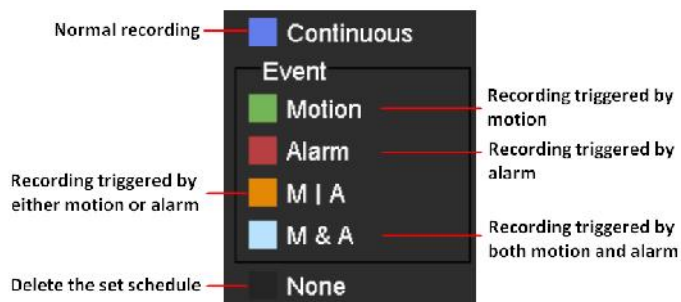 Normal recording
Continuous
Event
Motion
Recording triggered by
motion
Alarm
Recording triggered by
alarm
Recording triggered by
either motion or alarm
M | A
M & A
Recording triggered by
both motion and alarm
Delete the set schedule
None